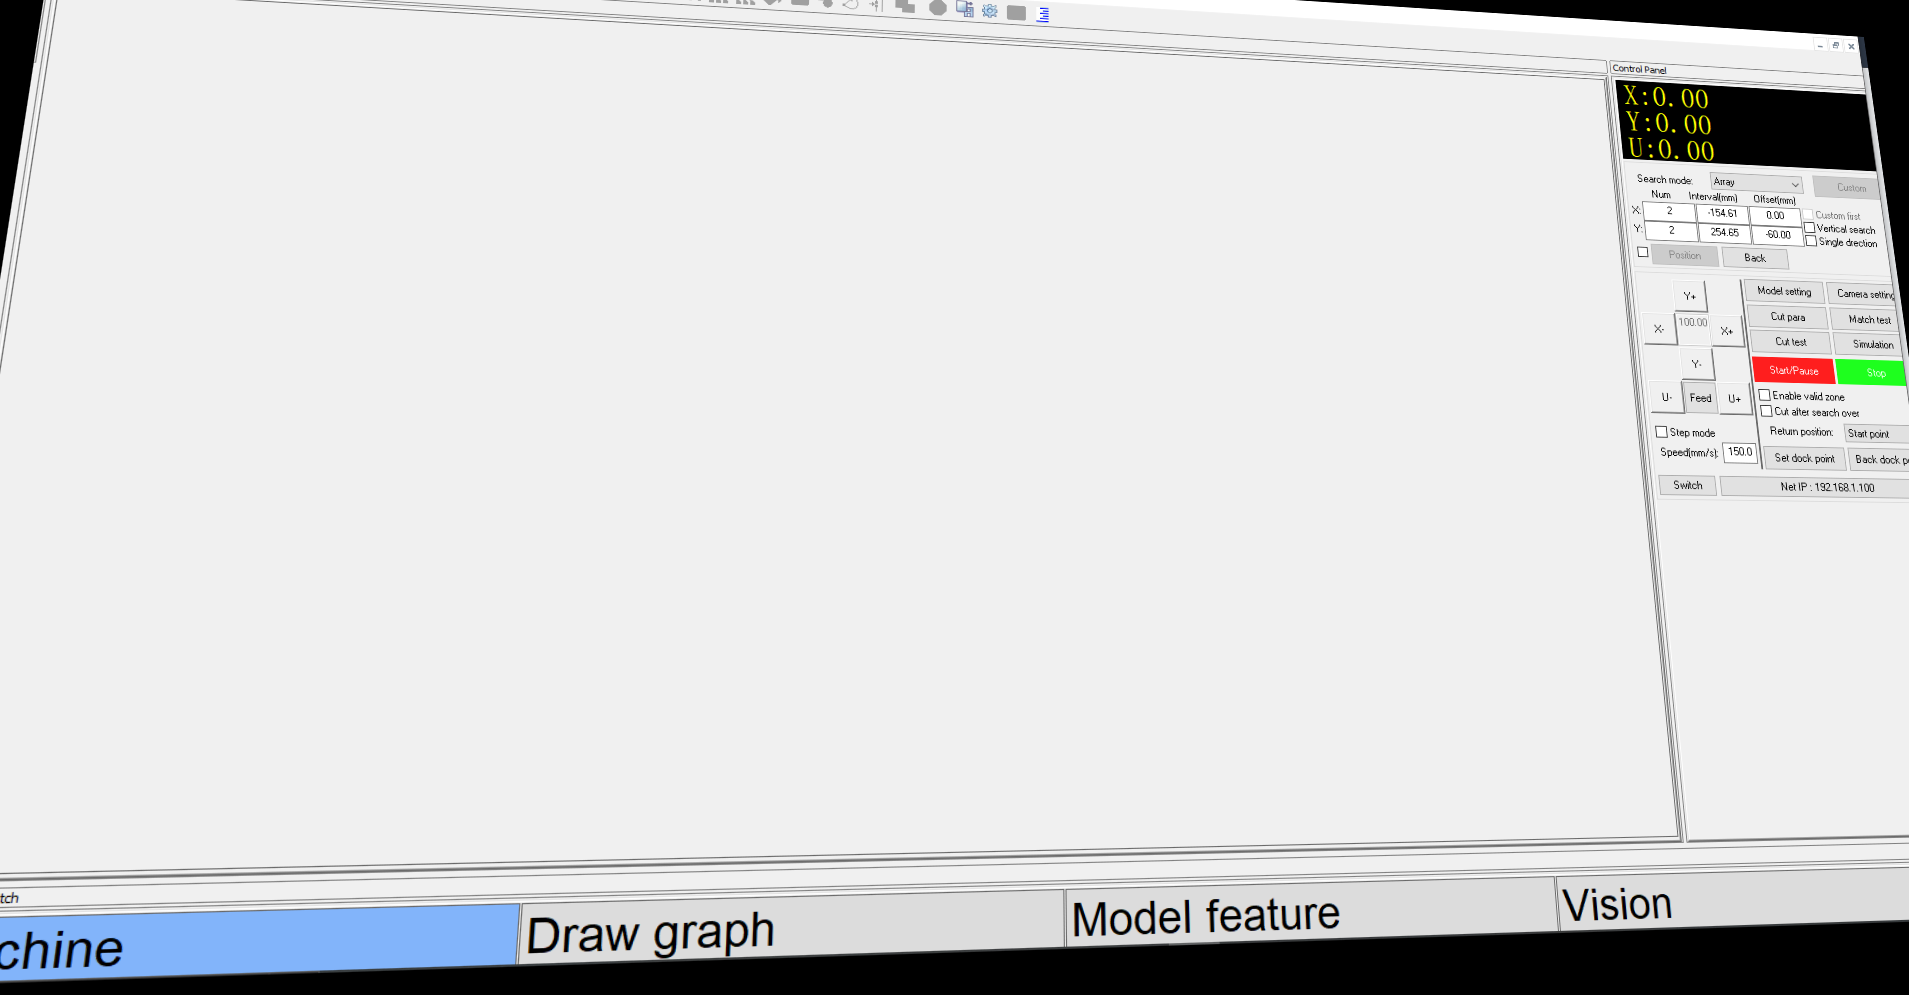 Control Panel
X:0.00
Y:0.00
U:0.00
Search mode: Array Custom
Num Interval(mm) Offset(mm)
X: 2 -154.61 0.00 Custom first
Y: 2 254.65 -60.00 Vertical search
Single direction
Position Back
Y+ Model setting Camera setting
X- 100.00 X+ Cut para Match test
Y- Cut test Simulation
Start/Pause Stop
U- Feed U+ Enable valid zone
Cut after search over
Step mode Return position: Start point
Speed(mm/s): 150.0 Set dock point Back dock p
Switch Net IP : 192.168.1.100
tch
chine Draw graph Model feature Vision